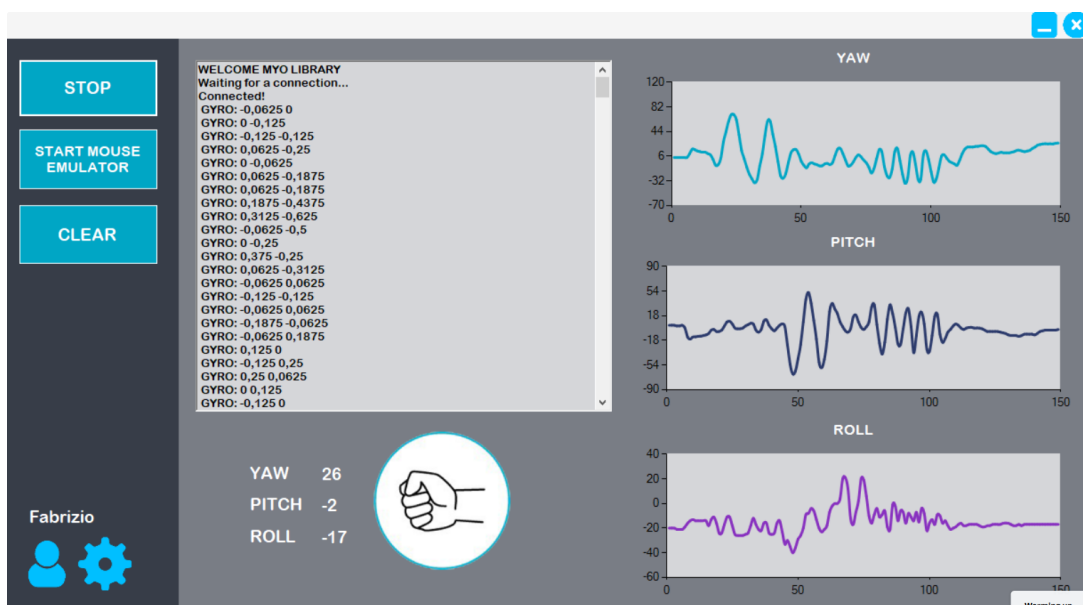 STOP
START MOUSE
EMULATOR
CLEAR
Fabrizio
WELCOME MYO LIBRARY
Waiting for a connection...
Connected!
GYRO: -0,0625 0
GYRO: 0 -0,125
GYRO: -0,125 -0,125
GYRO: 0,0625 -0,25
GYRO: 0 -0,0625
GYRO: 0,0625 -0,1875
GYRO: 0,0625 -0,1875
GYRO: 0,1875 -0,4375
GYRO: 0,3125 -0,625
GYRO: -0,0625 -0,5
GYRO: 0 -0,25
GYRO: 0,375 -0,25
GYRO: 0,0625 -0,3125
GYRO: -0,0625 0,0625
GYRO: -0,125 -0,125
GYRO: -0,0625 0,0625
GYRO: -0,1875 -0,0625
GYRO: -0,0625 0,1875
GYRO: 0,125 0
GYRO: -0,125 0,25
GYRO: 0,25 0,0625
GYRO: 0 0,125
GYRO: -0,125 0
YAW 26
PITCH -2
ROLL -17
YAW
120
82
44
6
-32
-70
0 50 100 150
PITCH
90
54
18
-18
-54
-90
0 50 100 150
ROLL
40
20
0
-20
-40
-60
0 50 100 150